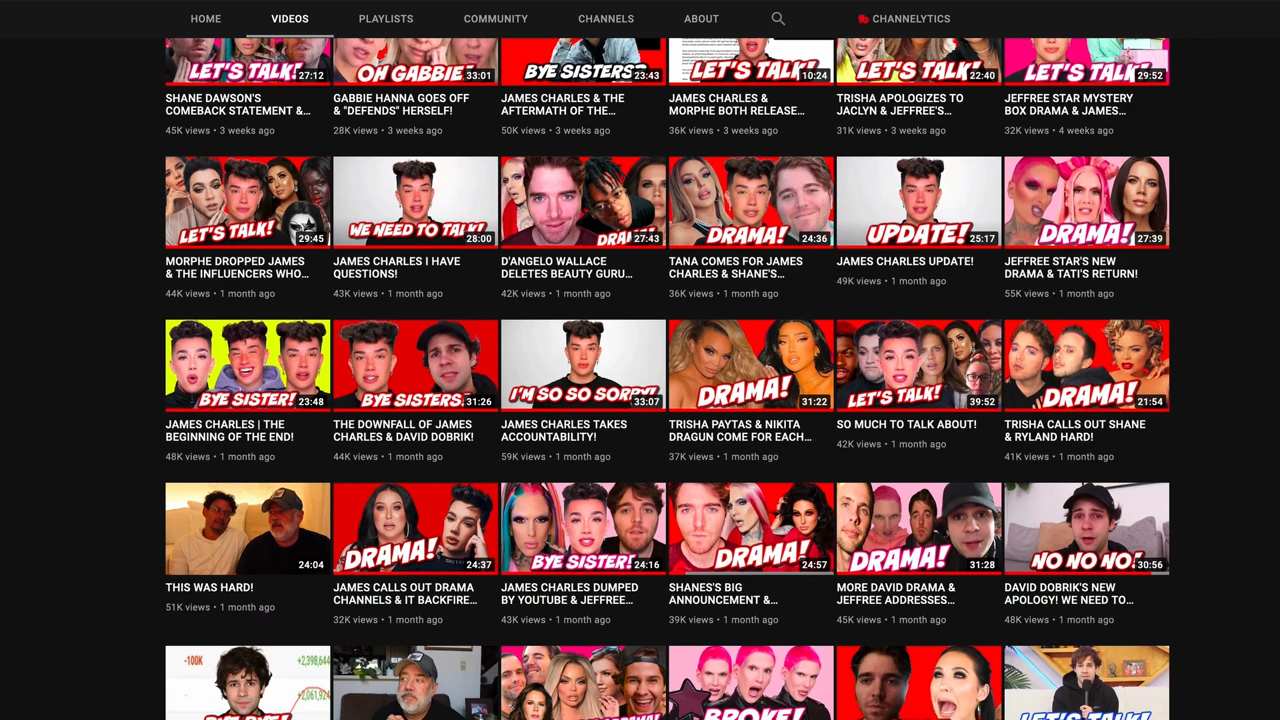 HOME VIDEOS PLAYLISTS COMMUNITY CHANNELS ABOUT CHANNELYTICS
LET'S TALK! 27:12
OH GABBIE 33:01
BYE SISTERS 23:43
LET'S TALK! 10:24
22:40
LET'S TALK! 29:52
SHANE DAWSON'S
COMEBACK STATEMENT &…
45K views • 3 weeks ago
GABBIE HANNA GOES OFF
& "DEFENDS" HERSELF!
28K views • 3 weeks ago
JAMES CHARLES & THE
AFTERMATH OF THE…
50K views • 3 weeks ago
JAMES CHARLES &
MORPHE BOTH RELEASE…
36K views • 3 weeks ago
TRISHA APOLOGIZES TO
JACLYN & JEFFREE'S…
31K views • 3 weeks ago
JEFFREE STAR MYSTERY
BOX DRAMA & JAMES…
32K views • 4 weeks ago
LET'S TALK! 29:45
WE NEED TO TALK! 28:00
DRAMA! 27:43
DRAMA! 24:36
UPDATE! 25:17
DRAMA! 27:39
MORPHE DROPPED JAMES
& THE INFLUENCERS WHO…
44K views • 1 month ago
JAMES CHARLES I HAVE
QUESTIONS!
43K views • 1 month ago
D'ANGELO WALLACE
DELETES BEAUTY GURU…
42K views • 1 month ago
TANA COMES FOR JAMES
CHARLES & SHANE'S…
36K views • 1 month ago
JAMES CHARLES UPDATE!
49K views • 1 month ago
JEFFREE STAR'S NEW
DRAMA & TATI'S RETURN!
55K views • 1 month ago
BYE SISTER! 23:48
BYE SISTERS! 31:26
I'M SO SO SORRY! 33:07
DRAMA! 31:22
LET'S TALK! 39:52
DRAMA! 21:54
JAMES CHARLES | THE
BEGINNING OF THE END!
48K views • 1 month ago
THE DOWNFALL OF JAMES
CHARLES & DAVID DOBRIK!
44K views • 1 month ago
JAMES CHARLES TAKES
ACCOUNTABILITY!
59K views • 1 month ago
TRISHA PAYTAS & NIKITA
DRAGUN COME FOR EACH…
37K views • 1 month ago
SO MUCH TO TALK ABOUT!
42K views • 1 month ago
TRISHA CALLS OUT SHANE
& RYLAND HARD!
41K views • 1 month ago
24:04
DRAMA! 24:37
BYE SISTER! 24:16
DRAMA! 24:57
DRAMA! 31:28
NO NO NO! 30:56
THIS WAS HARD!
51K views • 1 month ago
JAMES CALLS OUT DRAMA
CHANNELS & IT BACKFIRE…
32K views • 1 month ago
JAMES CHARLES DUMPED
BY YOUTUBE & JEFFREE…
43K views • 1 month ago
SHANES'S BIG
ANNOUNCEMENT &…
39K views • 1 month ago
MORE DAVID DRAMA &
JEFFREE ADDRESSES…
45K views • 1 month ago
DAVID DOBRIK'S NEW
APOLOGY! WE NEED TO…
48K views • 1 month ago
-100K +2,398,644
+2,061,924
BROKE!
LET'S TALK!